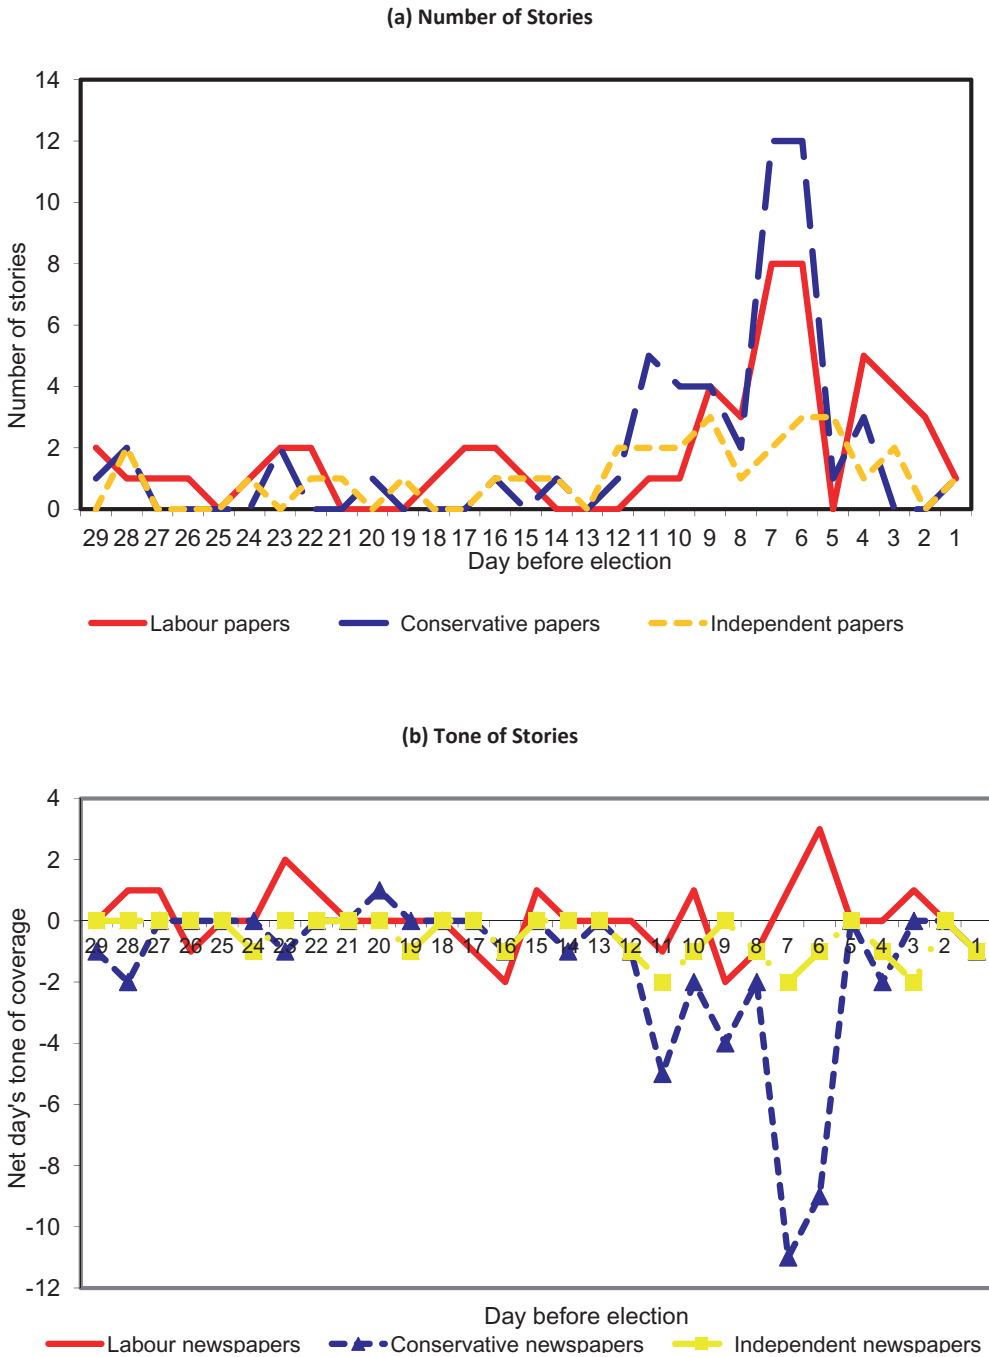 (a) Number of Stories
14
12
10
8
6
4
2
0
Number of stories
29 28 27 26 25 24 23 22 21 20 19 18 17 16 15 14 13 12 11 10 9 8 7 6 5 4 3 2 1
Day before election
Labour papers Conservative papers Independent papers
(b) Tone of Stories
4
2
0
-2
-4
-6
-8
-10
-12
Net day's tone of coverage
29 28 27 26 25 24 23 22 21 20 19 18 17 16 15 14 13 12 11 10 9 8 7 6 5 4 3 2 1
Day before election
Labour newspapers Conservative newspapers Independent newspapers